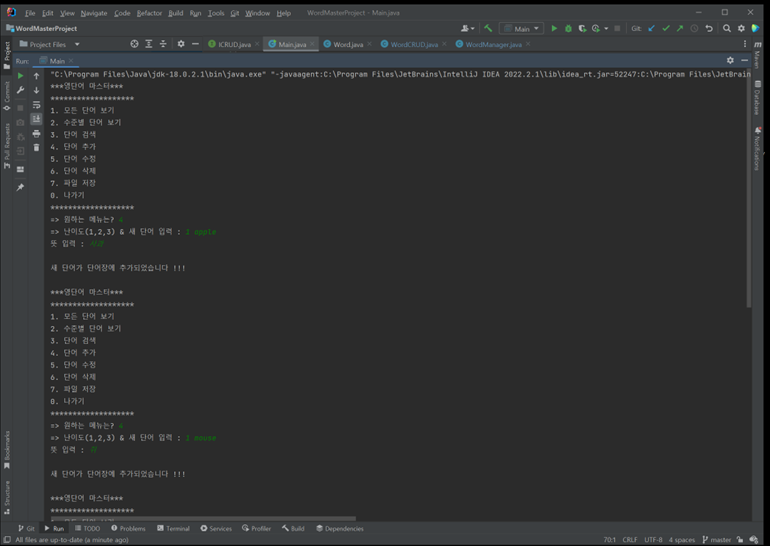 File Edit View Navigate Code Refactor Build Run Tools Git Window Help WordMasterProject - Main.java
WordMasterProject
Main
Git:
Project Files
ICRUD.java Main.java Word.java WordCRUD.java WordManager.java
Run: Main
"C:\Program Files\Java\jdk-18.0.2.1\bin\java.exe" "-javaagent:C:\Program Files\JetBrains\IntelliJ IDEA 2022.2.1\lib\idea_rt.jar=52247:C:\Program Files\JetBrain
***영단어 마스터***
*******************
1. 모든 단어 보기
2. 수준별 단어 보기
3. 단어 검색
4. 단어 추가
5. 단어 수정
6. 단어 삭제
7. 파일 저장
0. 나가기
*******************
=> 원하는 메뉴는? 4
=> 난이도(1,2,3) & 새 단어 입력 : 1 apple
뜻 입력 : 사과
새 단어가 단어장에 추가되었습니다 !!!
***영단어 마스터***
*******************
1. 모든 단어 보기
2. 수준별 단어 보기
3. 단어 검색
4. 단어 추가
5. 단어 수정
6. 단어 삭제
7. 파일 저장
0. 나가기
*******************
=> 원하는 메뉴는? 4
=> 난이도(1,2,3) & 새 단어 입력 : 1 mouse
뜻 입력 : 쥐
새 단어가 단어장에 추가되었습니다 !!!
***영단어 마스터***
*******************
Project
Commit
Pull Requests
Bookmarks
Structure
Maven
Database
Notifications
Git Run TODO Problems Terminal Services Profiler Build Dependencies
All files are up-to-date (a minute ago) 70:1 CRLF UTF-8 4 spaces master